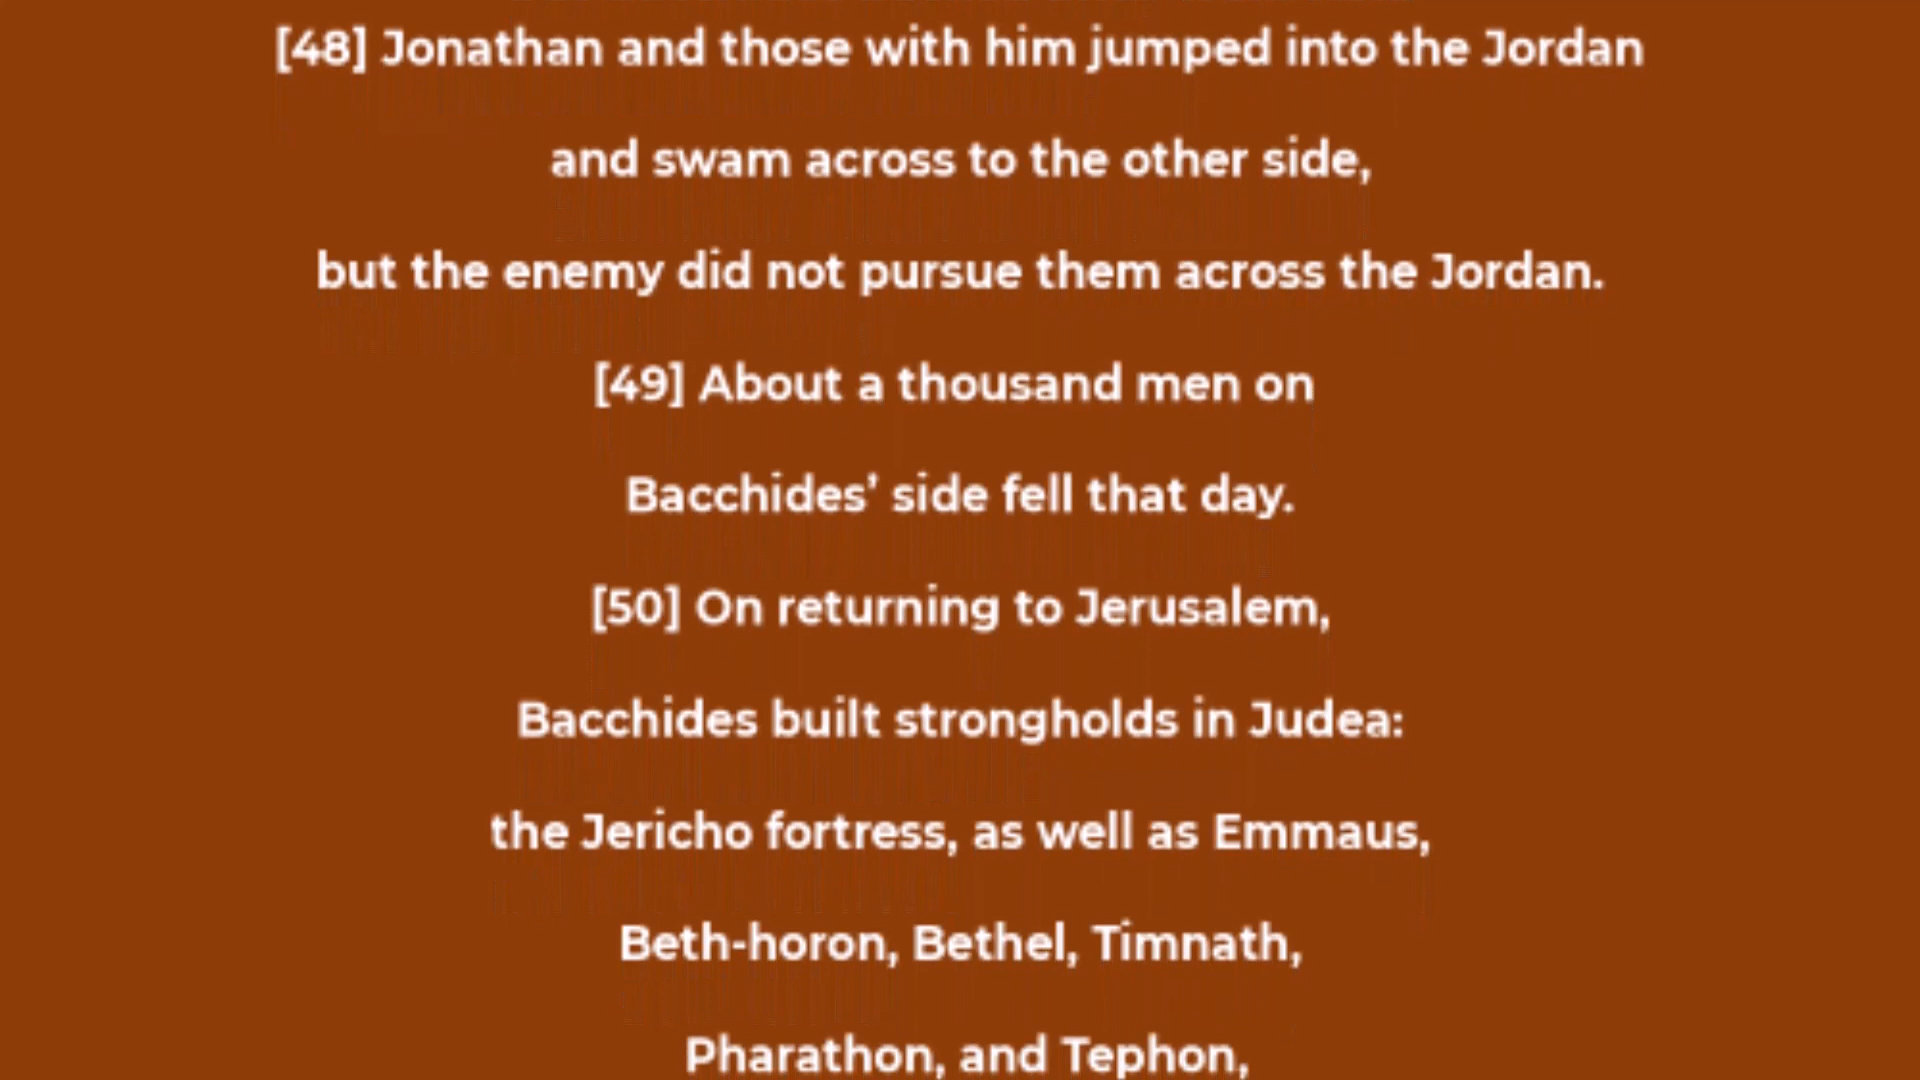 [48] Jonathan and those with him jumped into the Jordan
and swam across to the other side,
but the enemy did not pursue them across the Jordan.
[49] About a thousand men on
Bacchides’ side fell that day.
[50] On returning to Jerusalem,
Bacchides built strongholds in Judea:
the Jericho fortress, as well as Emmaus,
Beth-horon, Bethel, Timnath,
Pharathon, and Tephon,